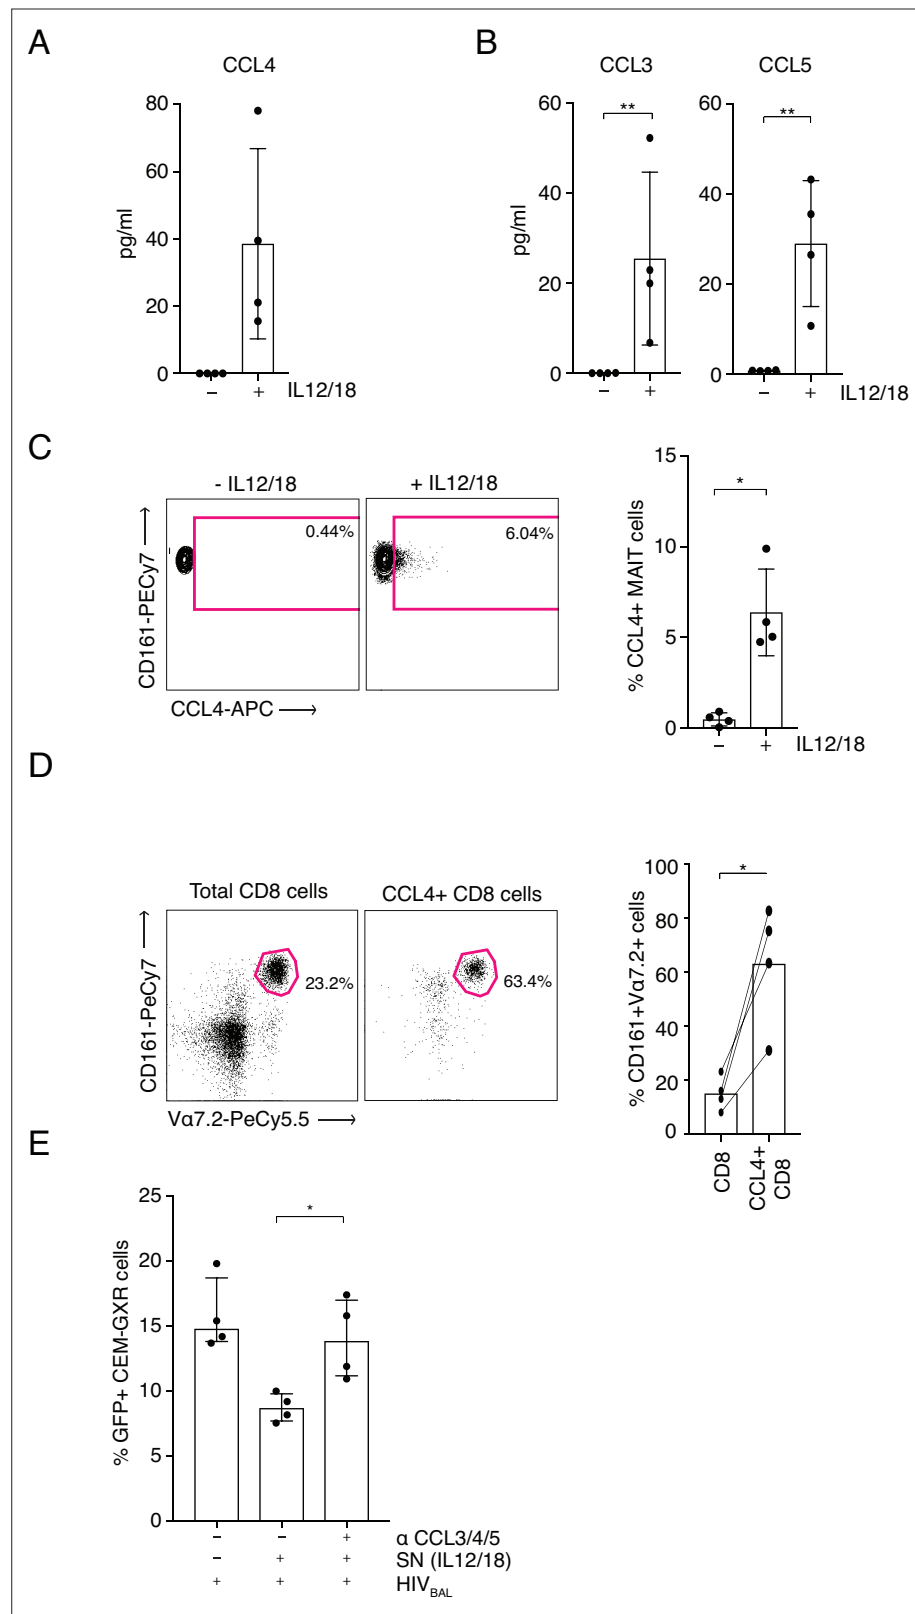 A
B
CCL4
CCL3
CCL5
pg/ml
80
60
40
20
0
− + IL12/18
pg/ml
60
40
20
0
**
− +
60
40
20
0
**
− + IL12/18
C
- IL12/18
+ IL12/18
CD161-PECy7
0.44%
6.04%
CCL4-APC
% CCL4+ MAIT cells
15
10
5
0
*
− + IL12/18
D
Total CD8 cells
CCL4+ CD8 cells
CD161-PeCy7
23.2%
63.4%
Vα7.2-PeCy5.5
% CD161+Vα7.2+ cells
100
80
60
40
20
0
*
CD8
CCL4+
CD8
E
% GFP+ CEM-GXR cells
25
20
15
10
5
0
*
− − + α CCL3/4/5
− + + SN (IL12/18)
+ + + HIVBAL